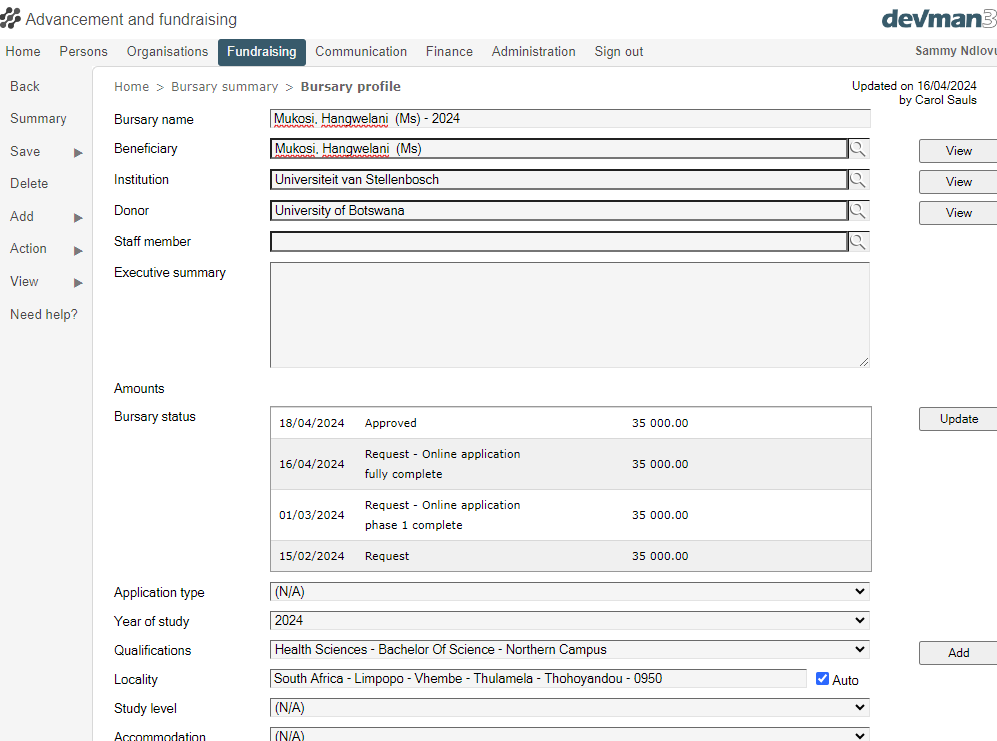 Advancement and fundraising
devman3
Home Persons Organisations Fundraising Communication Finance Administration Sign out
Sammy Ndlovu
Back
Summary
Save
Delete
Add
Action
View
Need help?
Home > Bursary summary > Bursary profile
Updated on 16/04/2024
by Carol Sauls
Bursary name Mukosi, Hangwelani (Ms) - 2024
Beneficiary Mukosi, Hangwelani (Ms) View
Institution Universiteit van Stellenbosch View
Donor University of Botswana View
Staff member
Executive summary
Amounts
Bursary status Update
18/04/2024 Approved 35 000.00
16/04/2024 Request - Online application
fully complete 35 000.00
01/03/2024 Request - Online application
phase 1 complete 35 000.00
15/02/2024 Request 35 000.00
Application type (N/A)
Year of study 2024
Qualifications Health Sciences - Bachelor Of Science - Northern Campus Add
Locality South Africa - Limpopo - Vhembe - Thulamela - Thohoyandou - 0950 Auto
Study level (N/A)
Accommodation (N/A)